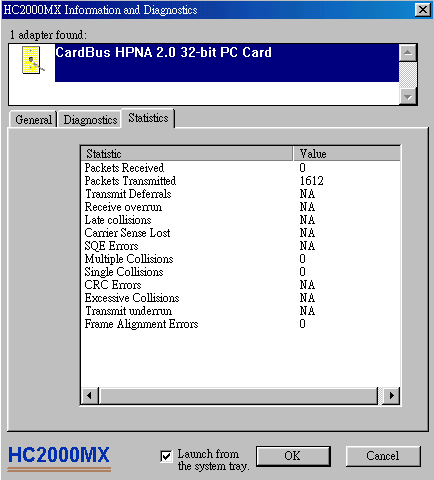 HC2000MX Information and Diagnostics
1 adapter found:
CardBus HPNA 2.0 32-bit PC Card
General Diagnostics Statistics
Statistic Value
Packets Received 0
Packets Transmitted 1612
Transmit Deferrals NA
Receive overrun NA
Late collisions NA
Carrier Sense Lost NA
SQE Errors NA
Multiple Collisions 0
Single Collisions 0
CRC Errors NA
Excessive Collisions NA
Transmit underrun NA
Frame Alignment Errors 0
HC2000MX
Launch from
the system tray.
OK
Cancel